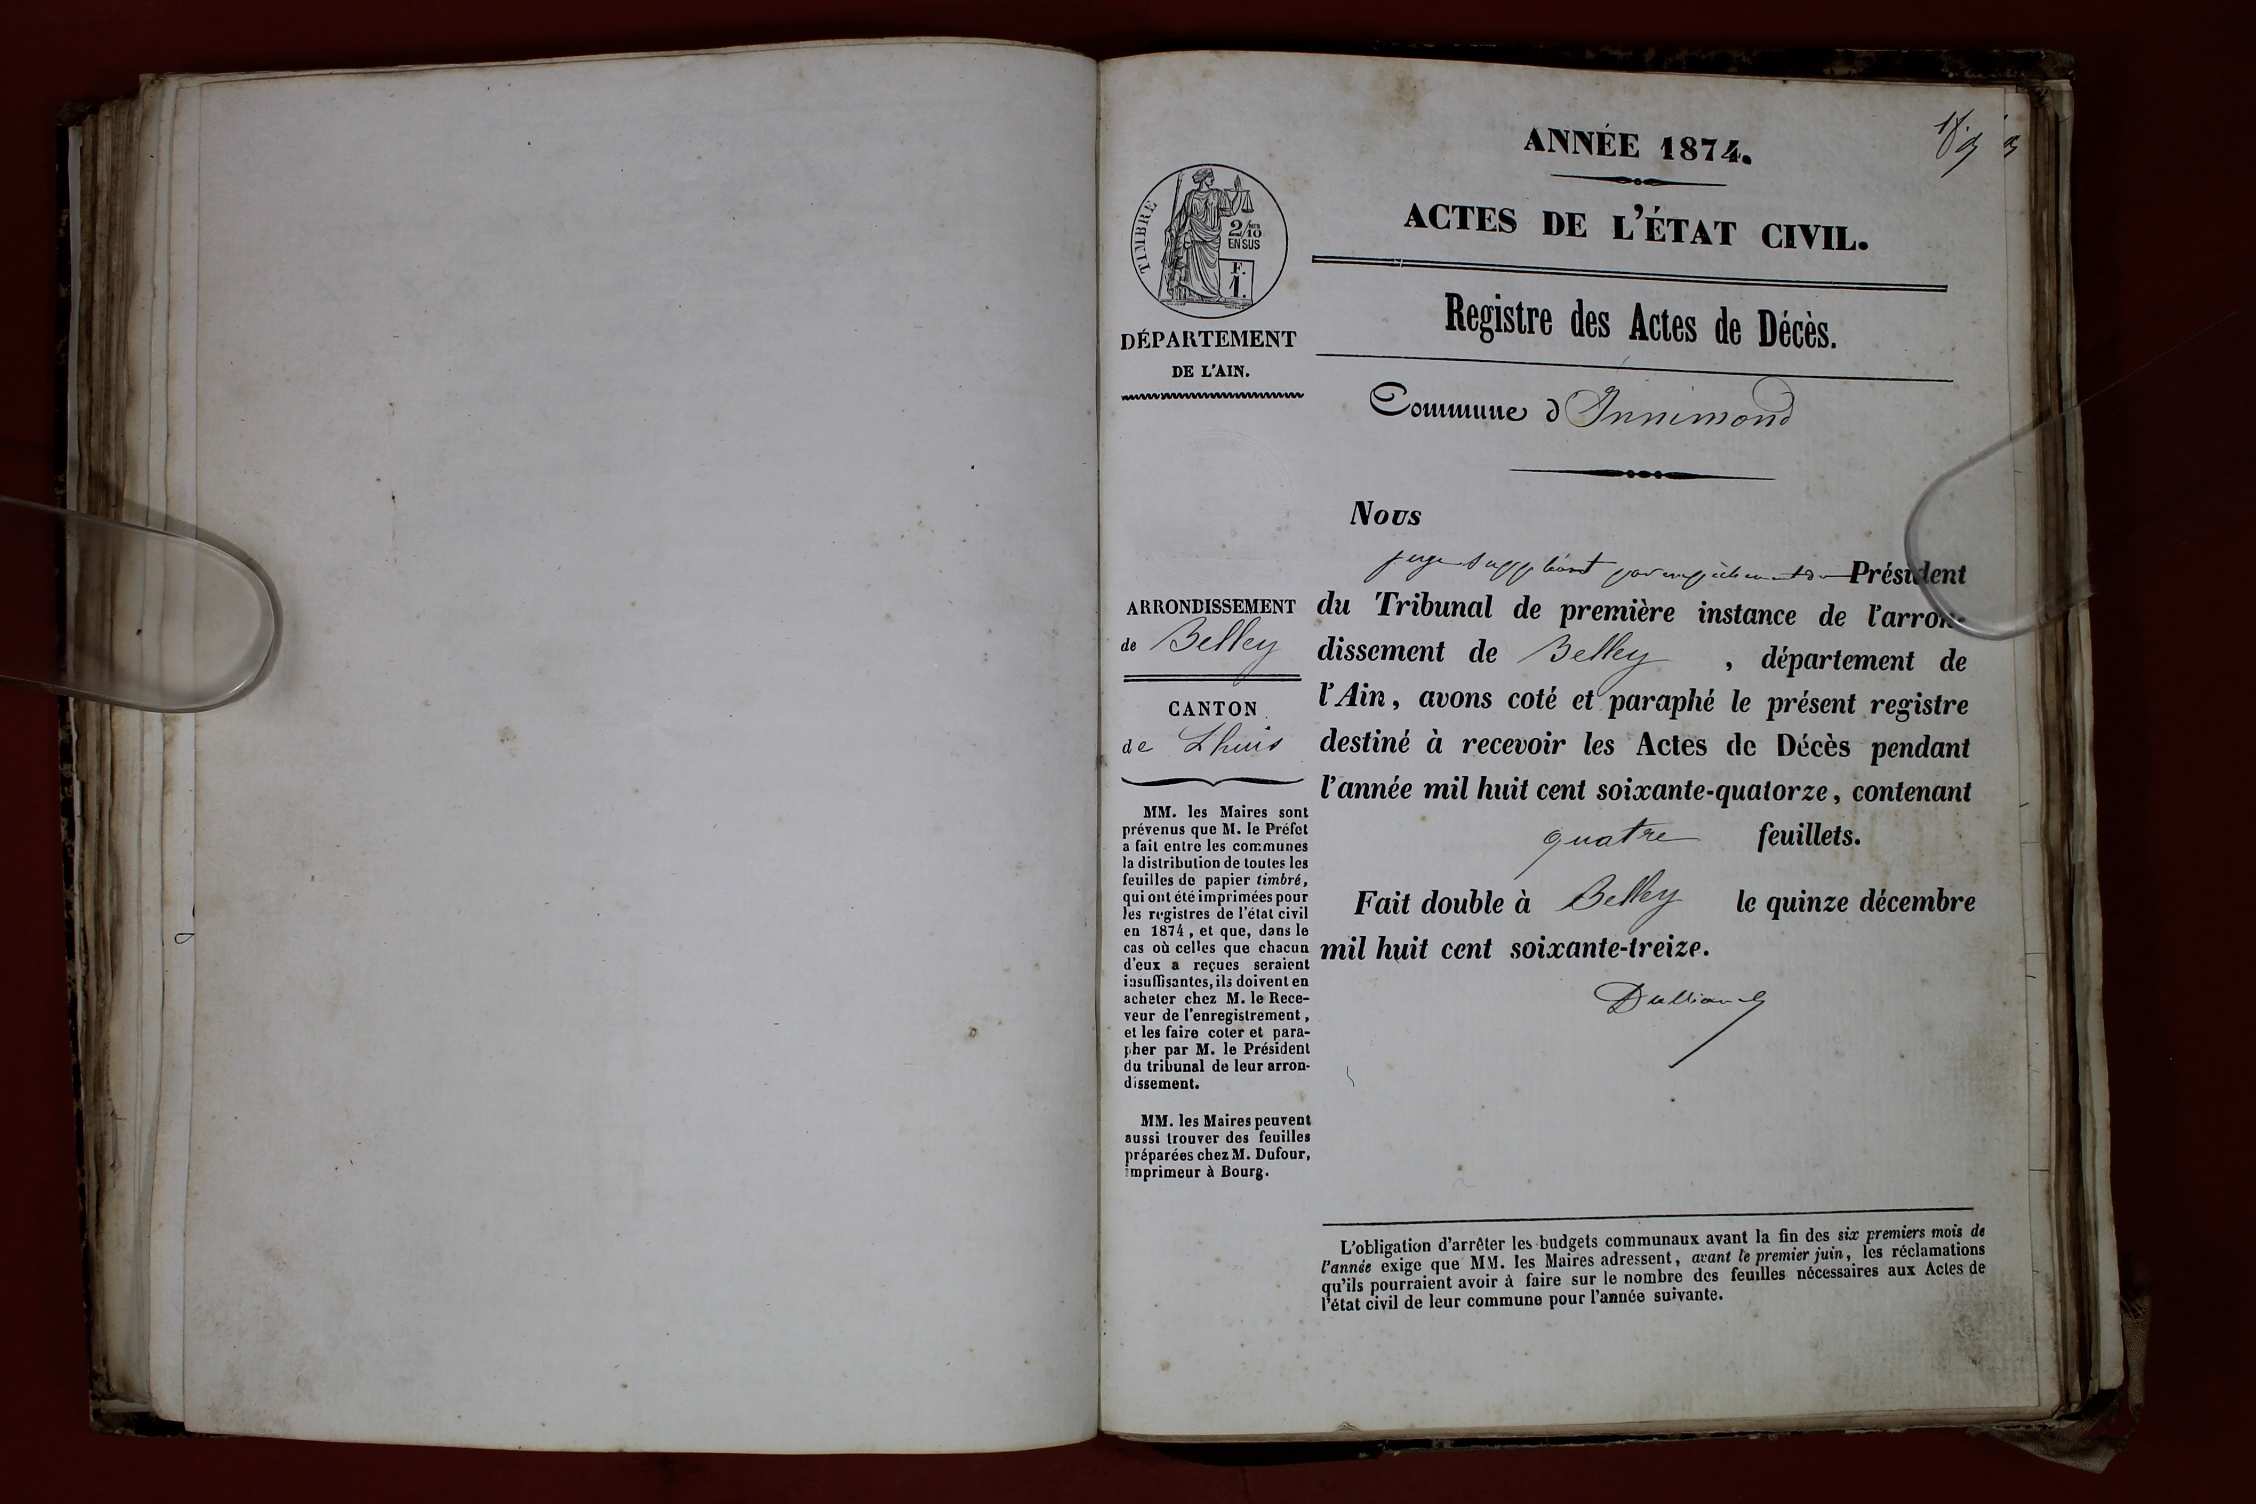 ANNÉE 1874.
ACTES DE L'ÉTAT CIVIL.
Registre des Actes de Décès.
Commune d'Innimond
TIMBRE
2/10
EN SUS
F.
1.
DÉPARTEMENT
DE L'AIN.
ARRONDISSEMENT
de Belley
CANTON
de Lhuis
MM. les Maires sont
prévenus que M. le Préfet
a fait entre les communes
la distribution de toutes les
feuilles de papier timbré,
qui ont été imprimées pour
les registres de l'état civil
en 1874, et que, dans le
cas où celles que chacun
d'eux a reçues seraient
insuffisantes, ils doivent en
acheter chez M. le Rece-
veur de l'enregistrement,
et les faire coter et para-
pher par M. le Président
du tribunal de leur arron-
dissement.
MM. les Maires peuvent
aussi trouver des feuilles
préparées chez M. Dufour,
imprimeur à Bourg.
Nous
juge suppléant par empêchement du Président
du Tribunal de première instance de l'arron-
dissement de Belley, département de
l'Ain, avons coté et paraphé le présent registre
destiné à recevoir les Actes de Décès pendant
l'année mil huit cent soixante-quatorze, contenant
quatre feuillets.
Fait double à Belley le quinze décembre
mil huit cent soixante-treize.
L'obligation d'arrêter les budgets communaux avant la fin des six premiers mois de
l'année exige que MM. les Maires adressent, avant le premier juin, les réclamations
qu'ils pourraient avoir à faire sur le nombre des feuilles nécessaires aux Actes de
l'état civil de leur commune pour l'année suivante.